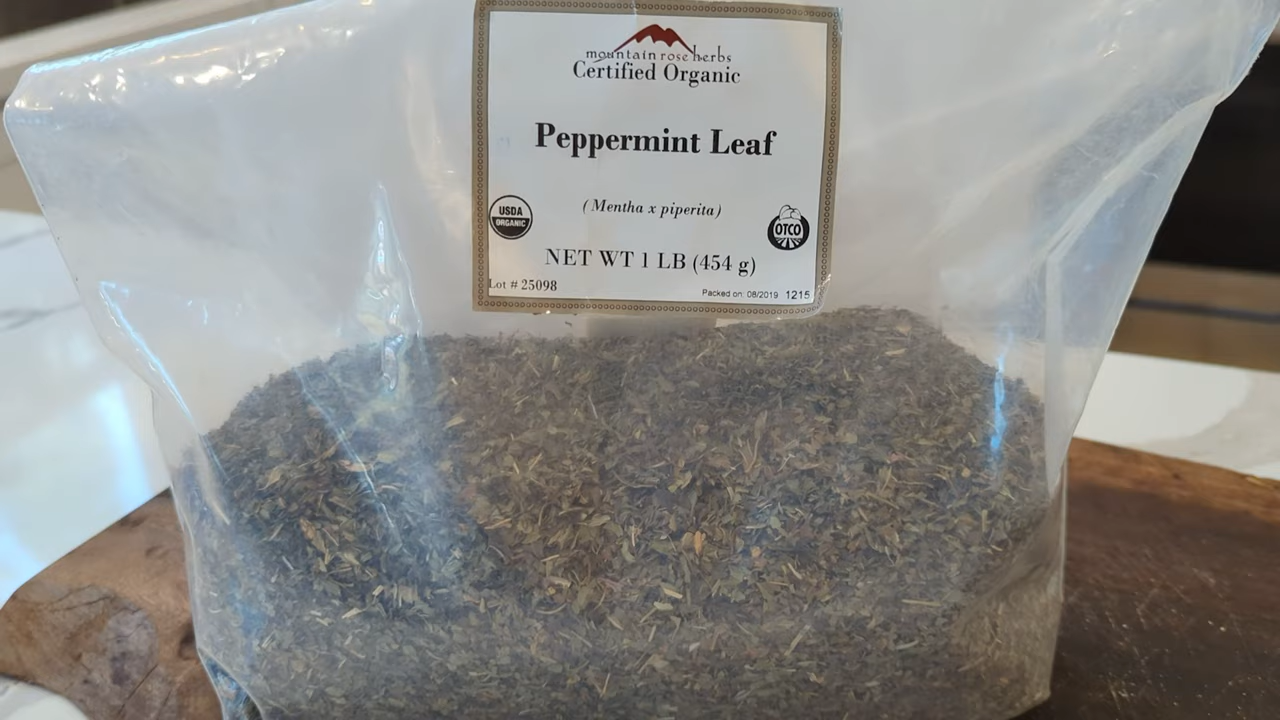 mountain rose herbs
Certified Organic
Peppermint Leaf
(Mentha x piperita)
USDA
ORGANIC
OTCO
NET WT 1 LB (454 g)
Lot # 25098
Packed on: 08/2019 1215